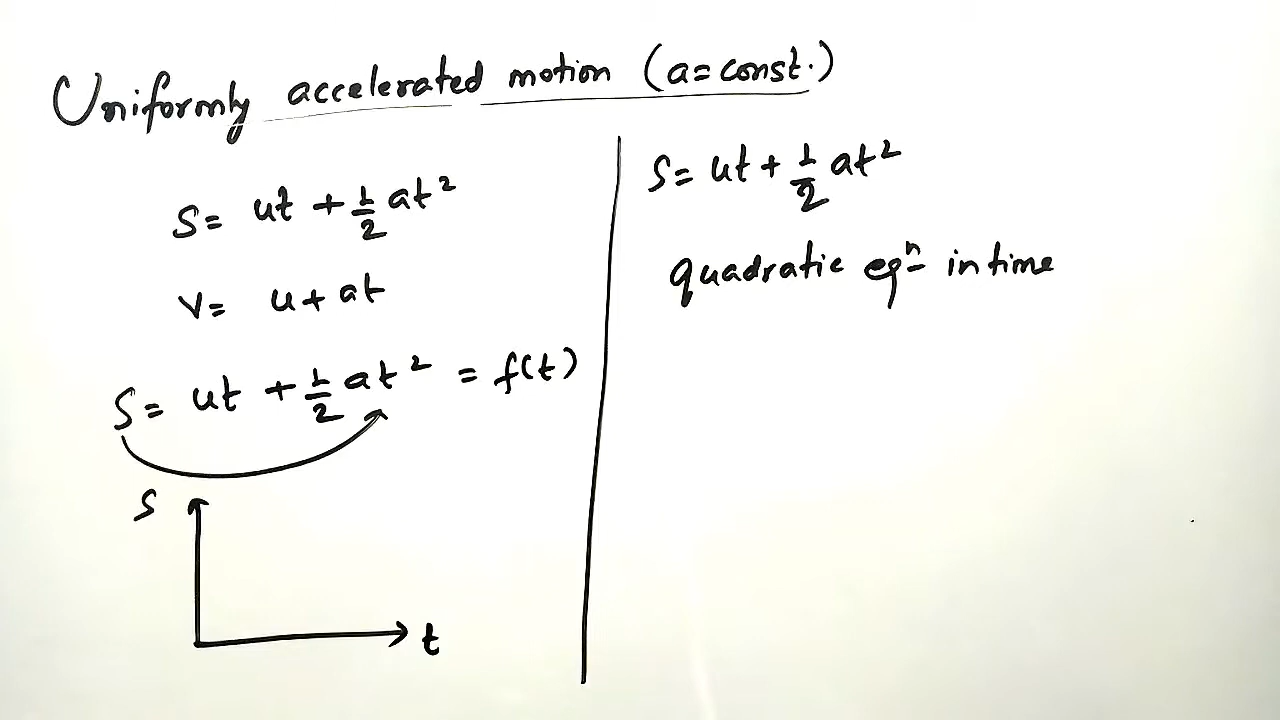 Uniformly accelerated motion (a=const.)
S= ut + 1/2 at²
V= u+at
S= ut + 1/2 at² = f(t)
S
t
S= ut + 1/2 at²
quadratic eqⁿ in time